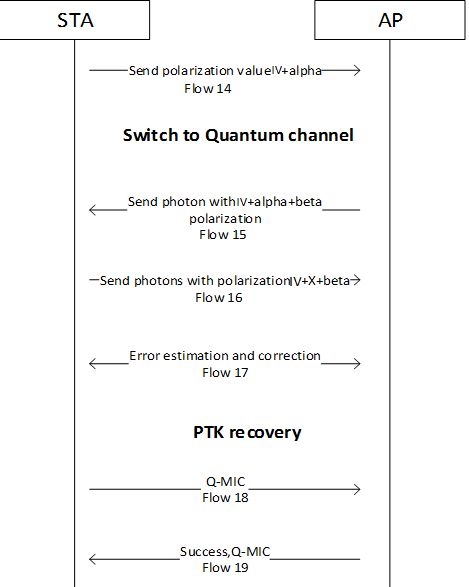 STA AP
Send polarization valueIV+alpha
Flow 14
Switch to Quantum channel
Send photon withIV+alpha+beta
polarization
Flow 15
Send photons with polarizationIV+X+beta
Flow 16
Error estimation and correction
Flow 17
PTK recovery
Q-MIC
Flow 18
Success,Q-MIC
Flow 19